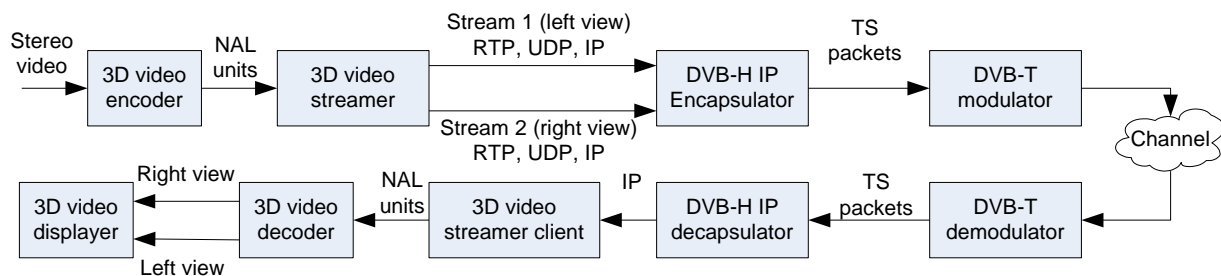 Stereo
video
3D video
encoder
NAL
units
3D video
streamer
Stream 1 (left view)
RTP, UDP, IP
Stream 2 (right view)
RTP, UDP, IP
DVB-H IP
Encapsulator
TS
packets
DVB-T
modulator
Channel
DVB-T
demodulator
TS
packets
DVB-H IP
decapsulator
IP
3D video
streamer client
NAL
units
3D video
decoder
Right view
Left view
3D video
displayer